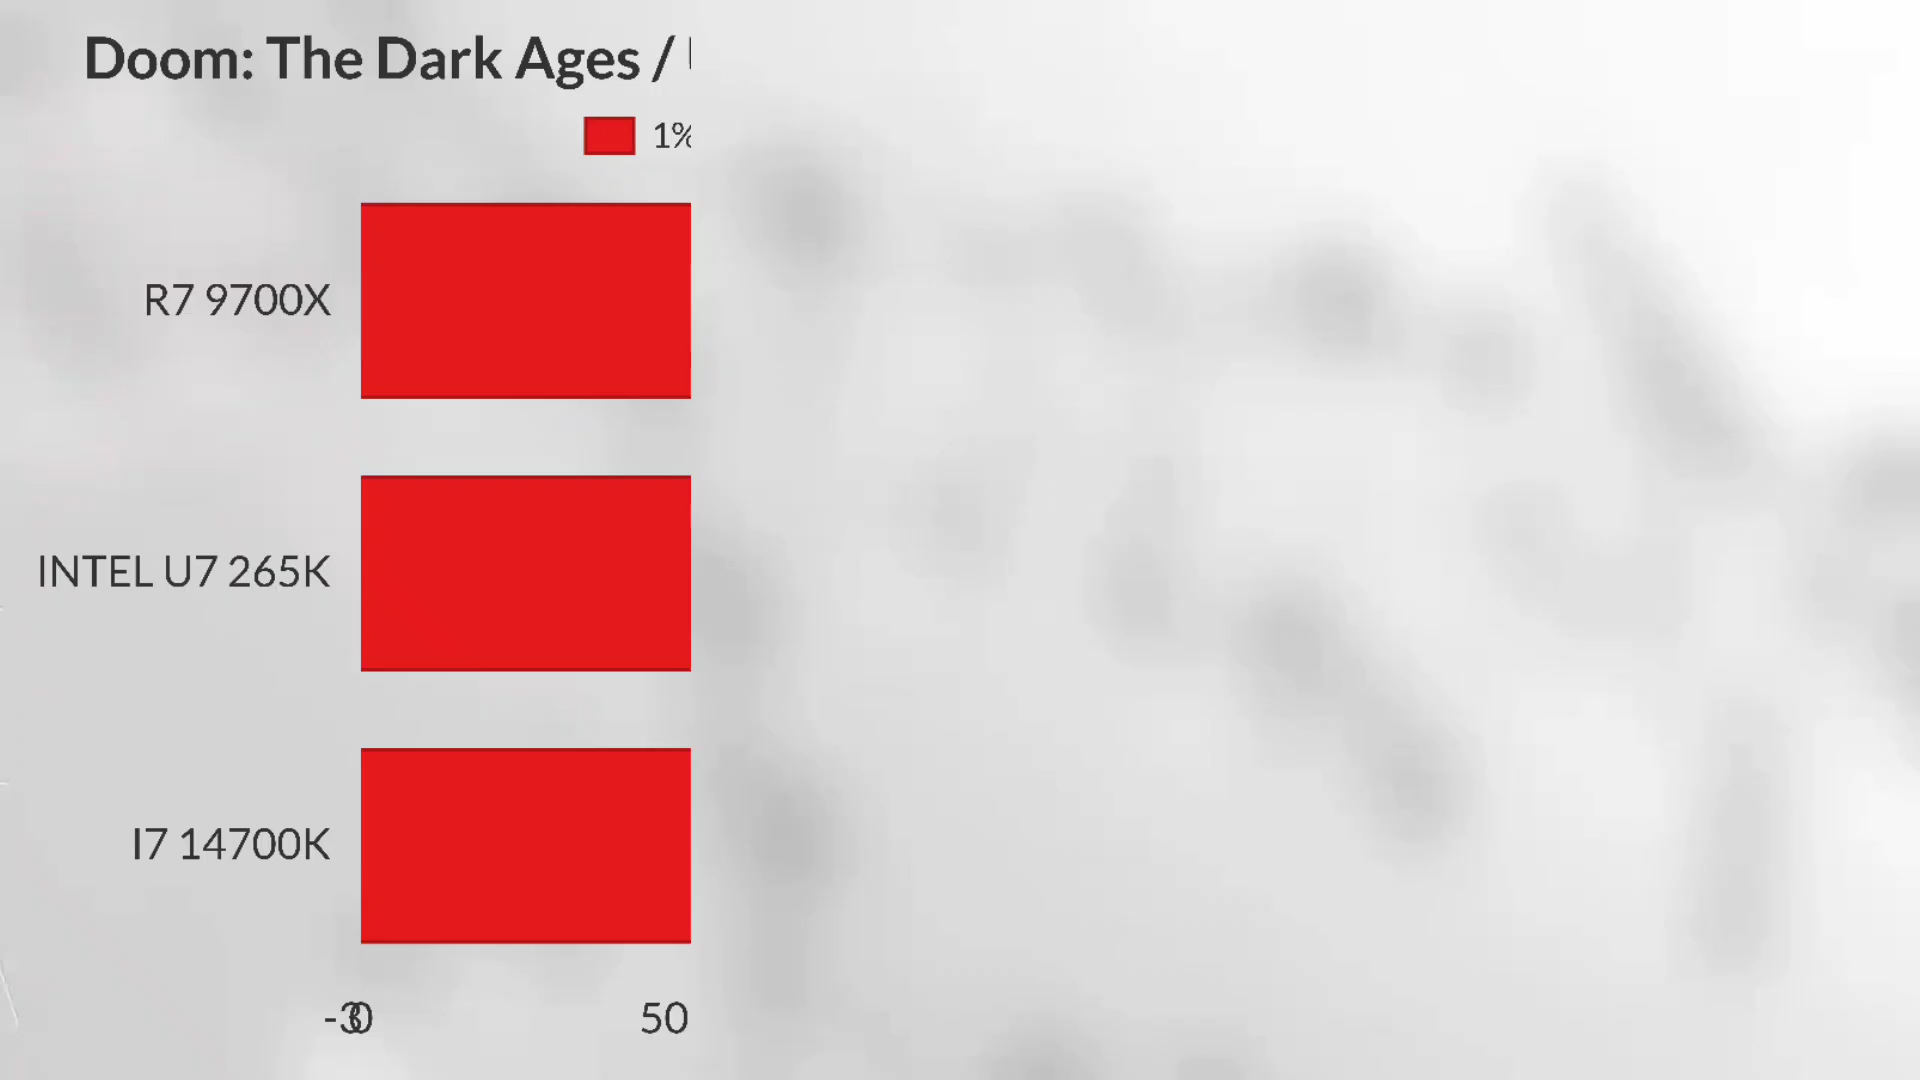 Doom: The Dark Ages /
1%
R7 9700X
INTEL U7 265K
I7 14700K
50